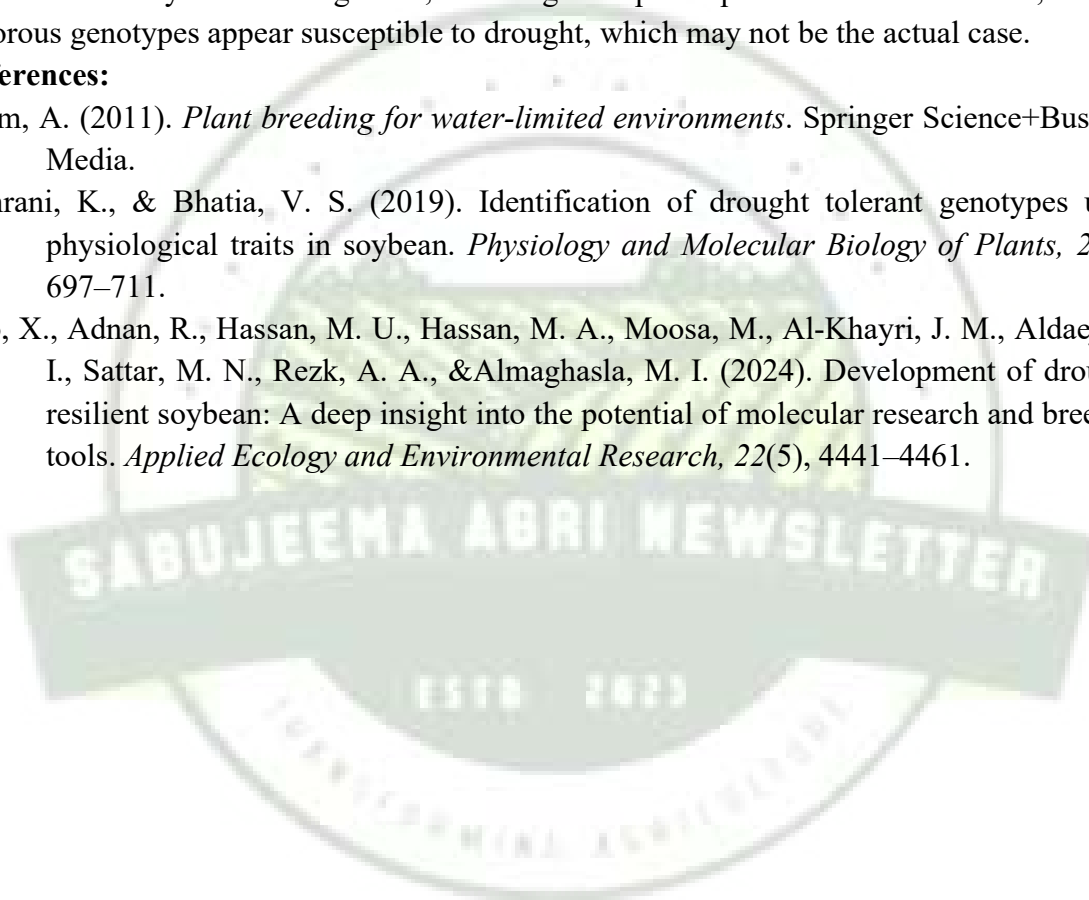 orous genotypes appear susceptible to drought, which may not be the actual case.
erences:
m, A. (2011). Plant breeding for water-limited environments. Springer Science+Bus
Media.
rani, K., & Bhatia, V. S. (2019). Identification of drought tolerant genotypes u
physiological traits in soybean. Physiology and Molecular Biology of Plants, 2
697–711.
, X., Adnan, R., Hassan, M. U., Hassan, M. A., Moosa, M., Al-Khayri, J. M., Aldae
I., Sattar, M. N., Rezk, A. A., &Almaghasla, M. I. (2024). Development of drou
resilient soybean: A deep insight into the potential of molecular research and bree
tools. Applied Ecology and Environmental Research, 22(5), 4441–4461.
SABUJEEMA AGRI NEWSLETTER
ESTD 2023
TRANSFORMING AGRICULTURE